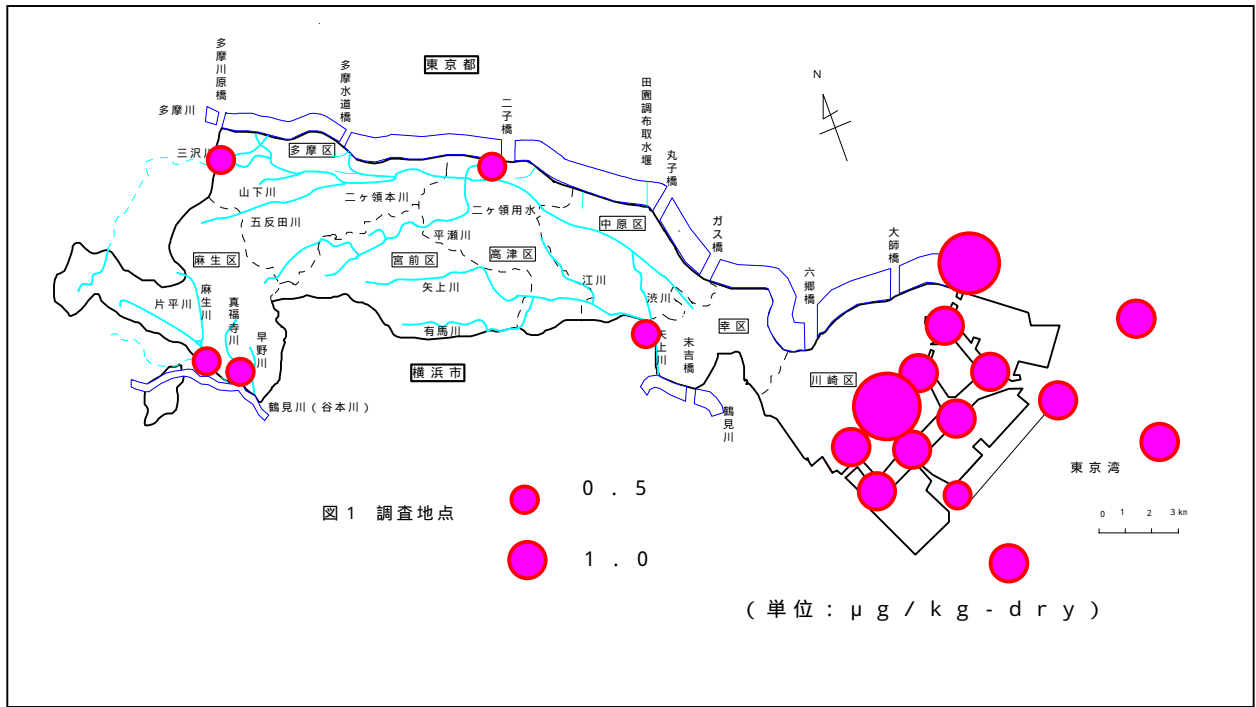 東京都
多摩川原橋
多摩水道橋
二子橋
田園調布取水堰
丸子橋
ガス橋
大師橋
六郷橋
N
多摩川
三沢川
多摩区
山下川
二ヶ領本川
二ヶ領用水
中原区
五反田川
平瀬川
高津区
麻生区
宮前区
江川
矢上川
渋川
片平川
麻生川
真福寺川
早野川
有馬川
矢上川
末吉橋
幸区
川崎区
横浜市
鶴見川(谷本川)
鶴見川
東京湾
0 1 2 3㎞
図1 調査地点
0.5
1.0
(単位:μg/kg-dry)